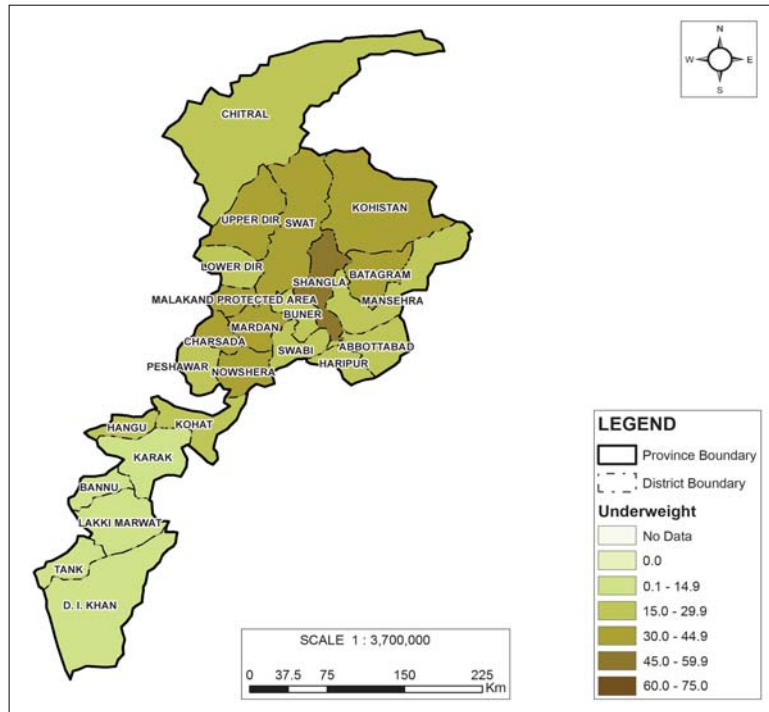 N
W E
S
CHITRAL
KOHISTAN
UPPER DIR
SWAT
LOWER DIR
BATAGRAM
SHANGLA
MALAKAND PROTECTED AREA
MANSEHRA
BUNER
MARDAN
CHARSADA
ABBOTTABAD
SWABI
PESHAWAR
HARIPUR
NOWSHERA
KOHAT
HANGU
KARAK
BANNU
LAKKI MARWAT
TANK
D. I. KHAN
LEGEND
Province Boundary
District Boundary
Underweight
No Data
0.0
0.1 - 14.9
15.0 - 29.9
30.0 - 44.9
45.0 - 59.9
60.0 - 75.0
SCALE 1 : 3,700,000
0 37.5 75 150 225
Km